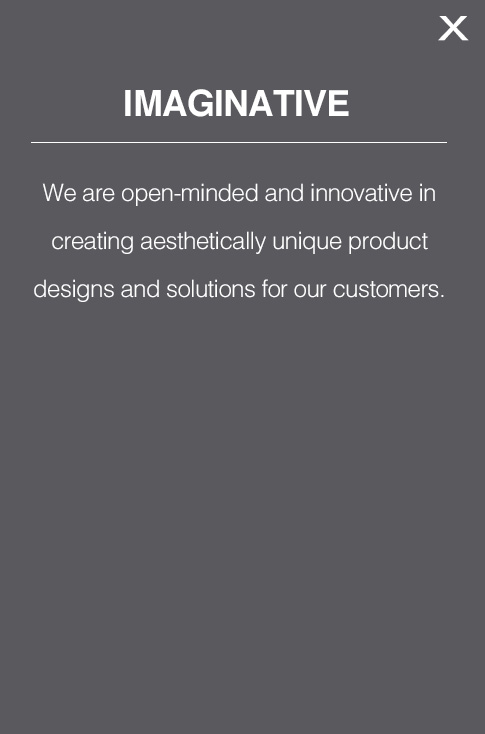 X
IMAGINATIVE
We are open-minded and innovative in
creating aesthetically unique product
designs and solutions for our customers.